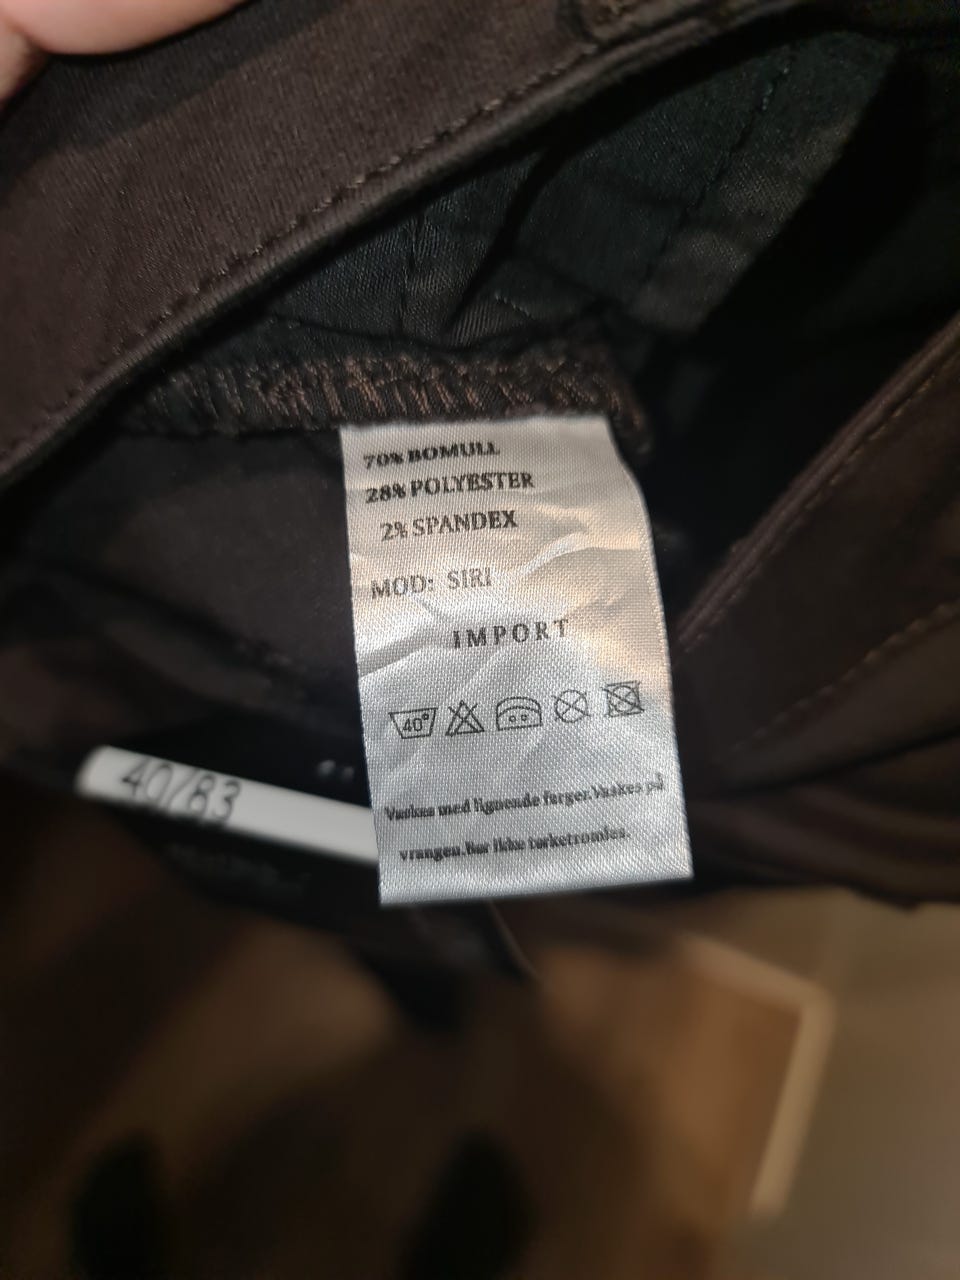 70% BOMULL
28% POLYESTER
2% SPANDEX
MOD: SIRI
IMPORT
40°
Vaskes med lignende farger.Vaskes på
vrangen.Bør ikke tørketromles.
40/83